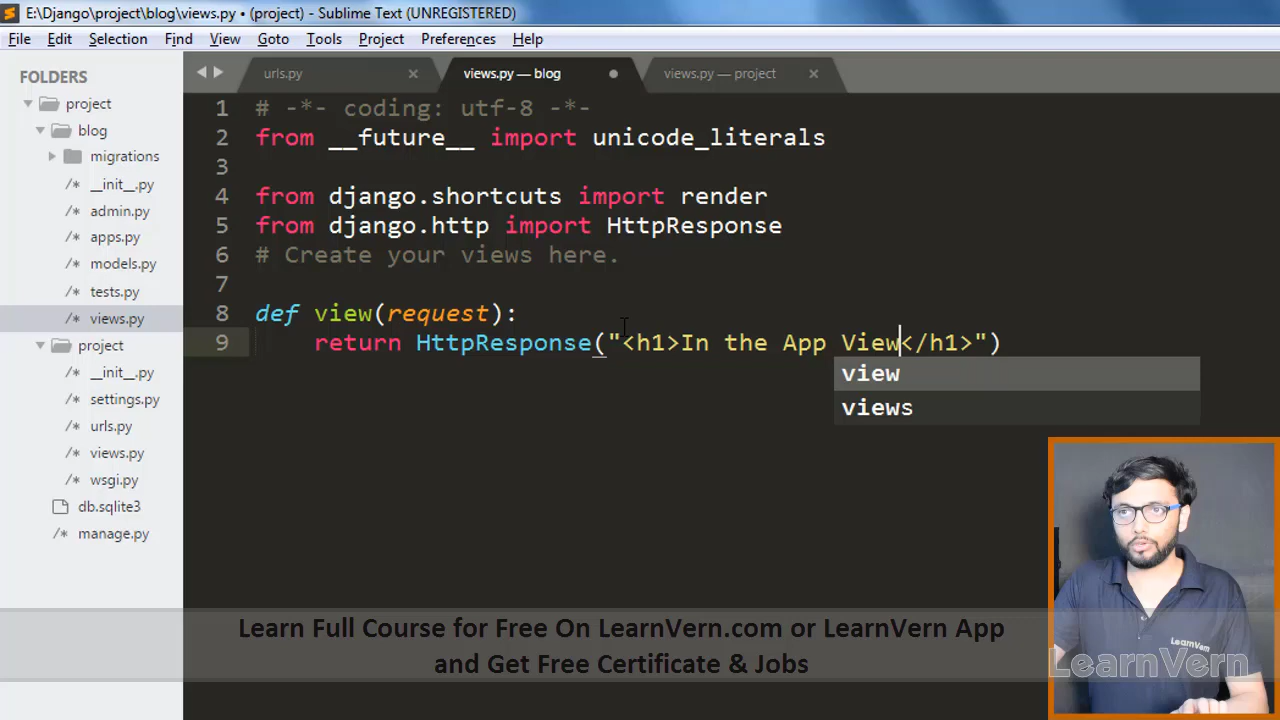 E:\Django\project\blog\views.py • (project) - Sublime Text (UNREGISTERED)
File Edit Selection Find View Goto Tools Project Preferences Help
FOLDERS
project
blog
migrations
/* __init__.py
/* admin.py
/* apps.py
/* models.py
/* tests.py
/* views.py
project
/* __init__.py
/* settings.py
/* urls.py
/* views.py
/* wsgi.py
db.sqlite3
/* manage.py
urls.py × views.py — blog • views.py — project ×
1 # -*- coding: utf-8 -*-
2 from __future__ import unicode_literals
3
4 from django.shortcuts import render
5 from django.http import HttpResponse
6 # Create your views here.
7
8 def view(request):
9 return HttpResponse("<h1>In the App View</h1>")
view
views
LearnVern
LearnVern
Learn Full Course for Free On LearnVern.com or LearnVern App
and Get Free Certificate & Jobs